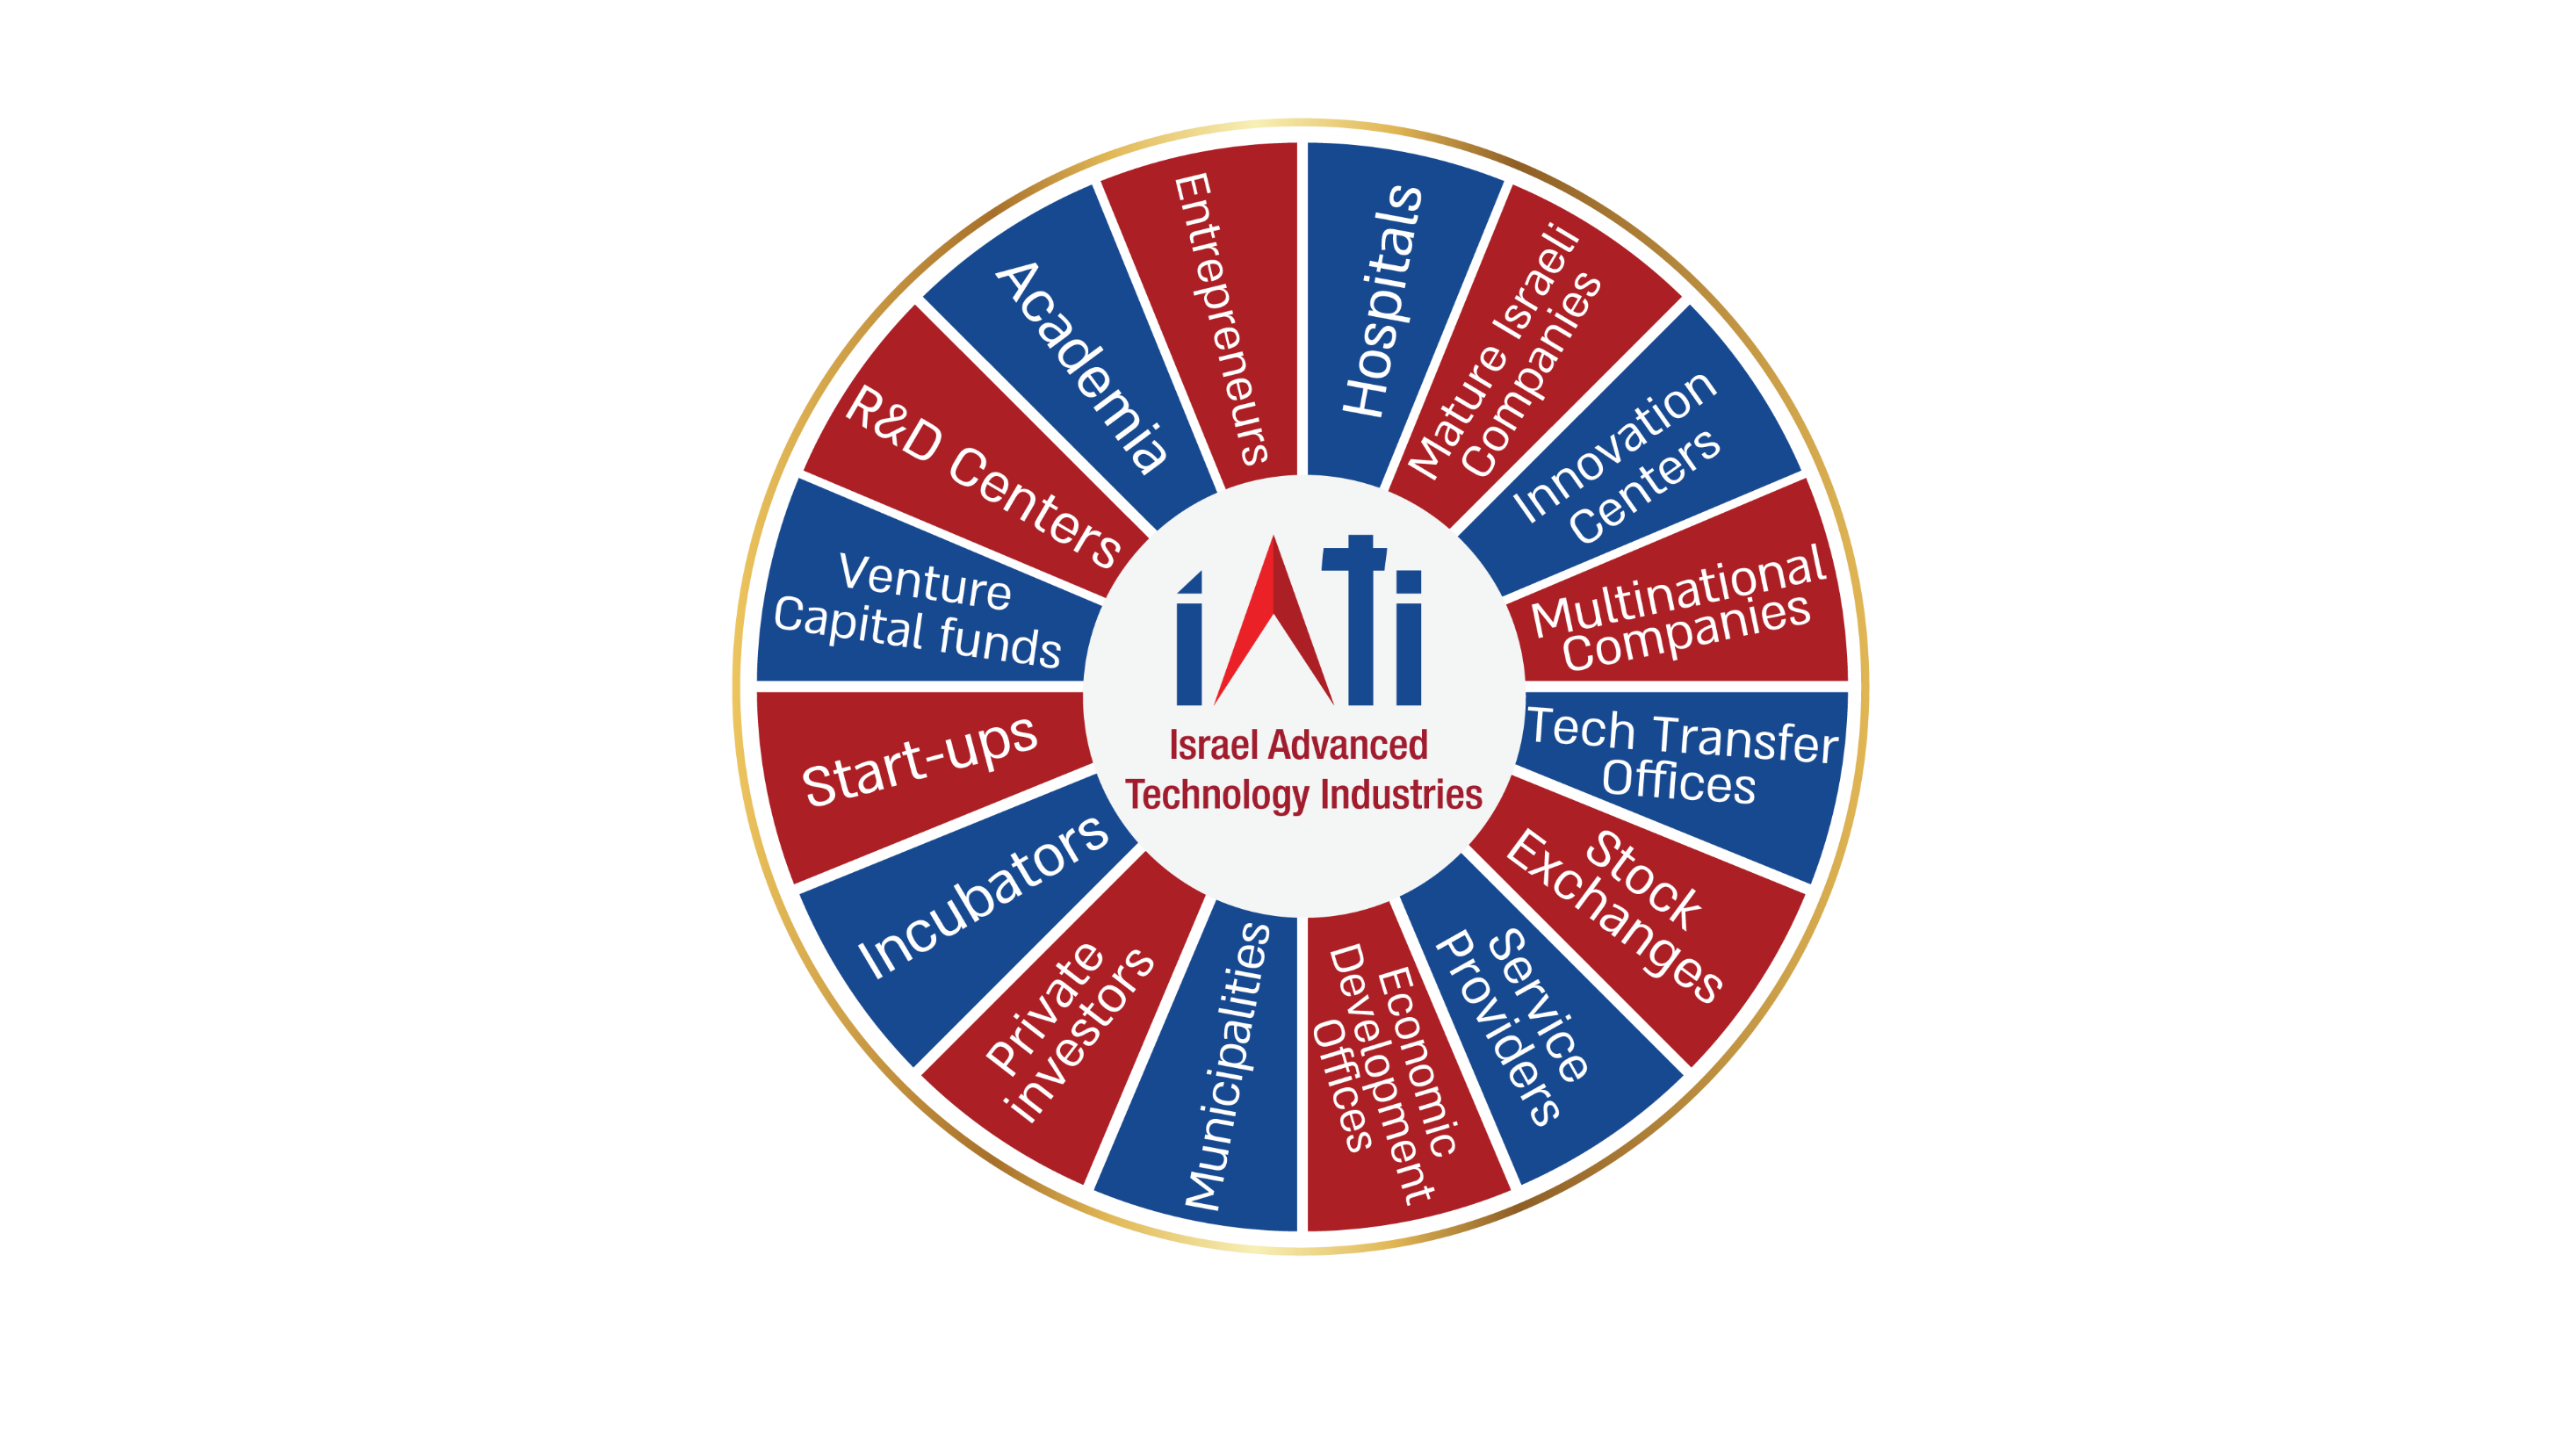 Hospitals
Mature Israeli
Companies
Innovation
Centers
Multinational
Companies
Tech Transfer
Offices
Stock
Exchanges
Service
Providers
Economic
Development
Offices
Municipalities
Private
investors
Incubators
Start-ups
Venture
Capital funds
R&D Centers
Academia
Entrepreneurs
iATi
Israel Advanced
Technology Industries